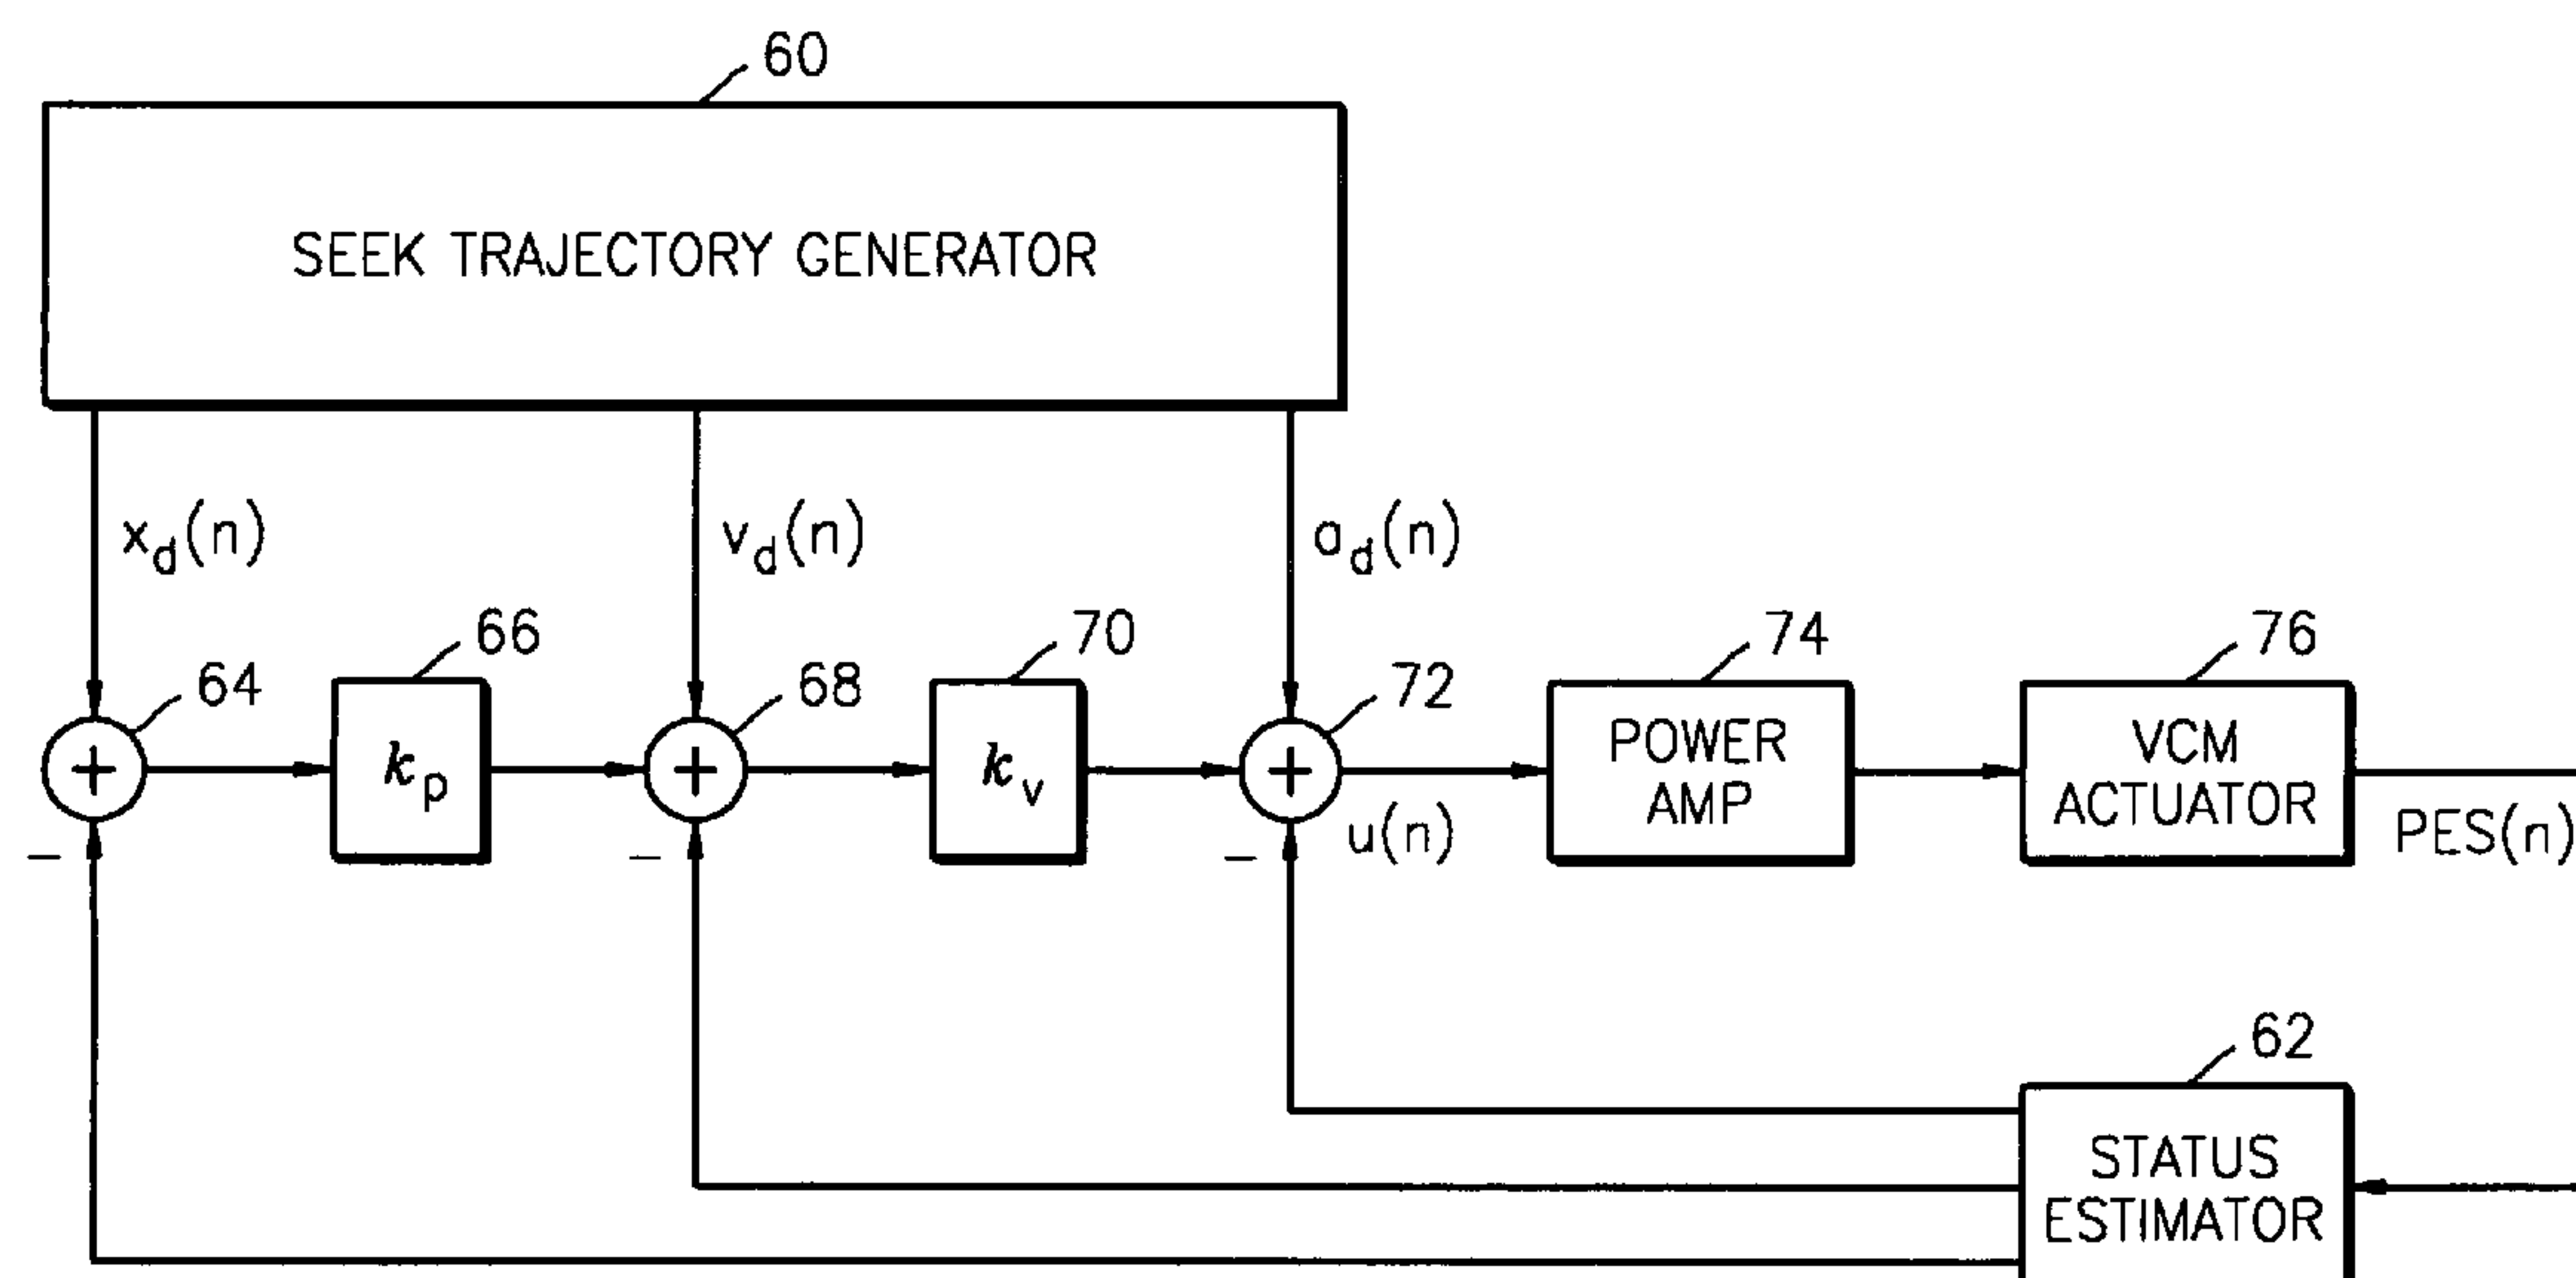 60
SEEK TRAJECTORY GENERATOR
x_d(n)
v_d(n)
a_d(n)
64
66
68
70
72
74
76
+
k_p
+
k_v
+
POWER
AMP
VCM
ACTUATOR
−
−
−
u(n)
PES(n)
62
STATUS
ESTIMATOR